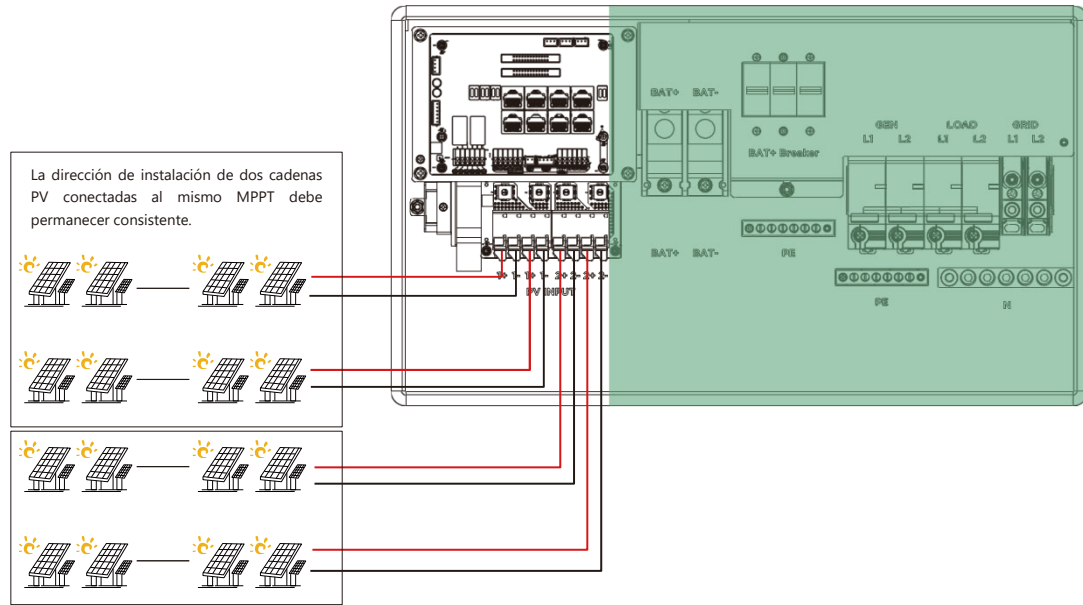 La dirección de instalación de dos cadenas
PV conectadas al mismo MPPT debe
permanecer consistente.
BAT+ BAT-
BAT+ Breaker
GEN LOAD GRID
L1 L2 L1 L2 L1 L2
BAT+ BAT-
PE
PE
N
1+ 1- 1+ 1- 2+ 2- 2+ 2-
PV INPUT